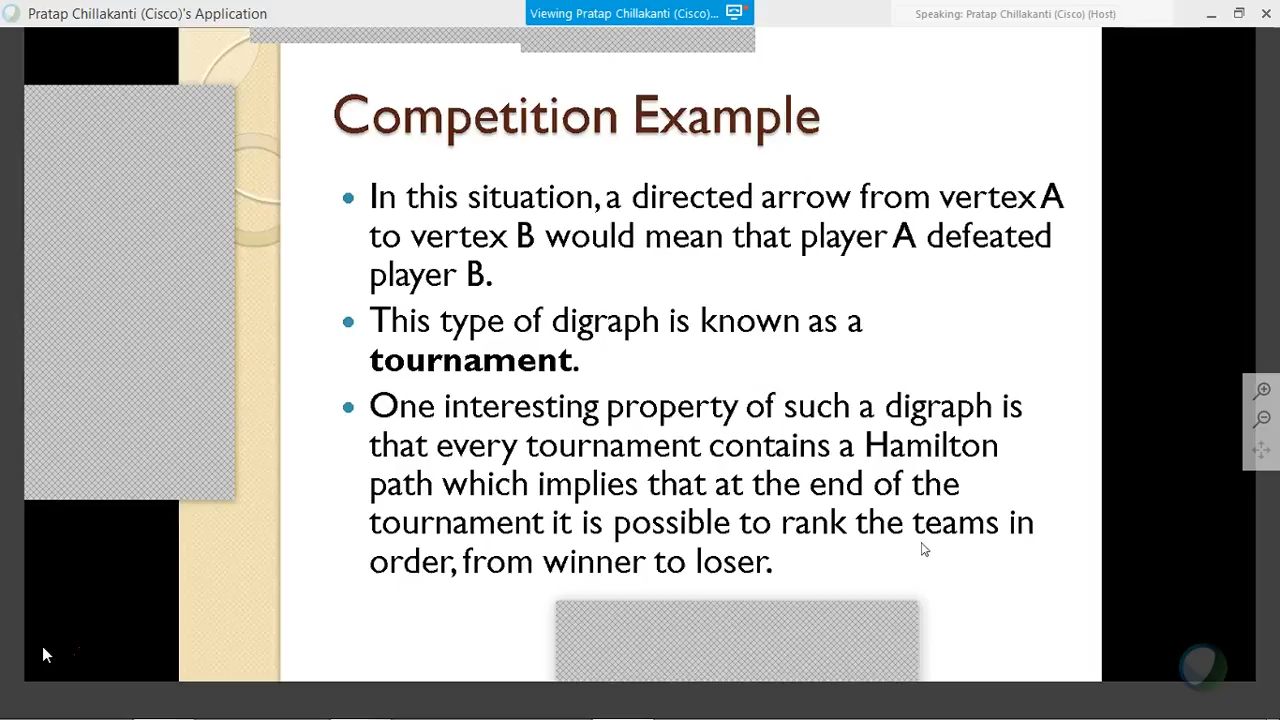 Pratap Chillakanti (Cisco)'s Application
Viewing Pratap Chillakanti (Cisco)...
Speaking: Pratap Chillakanti (Cisco) (Host)
Competition Example
• In this situation, a directed arrow from vertex A
to vertex B would mean that player A defeated
player B.
• This type of digraph is known as a
tournament.
• One interesting property of such a digraph is
that every tournament contains a Hamilton
path which implies that at the end of the
tournament it is possible to rank the teams in
order, from winner to loser.